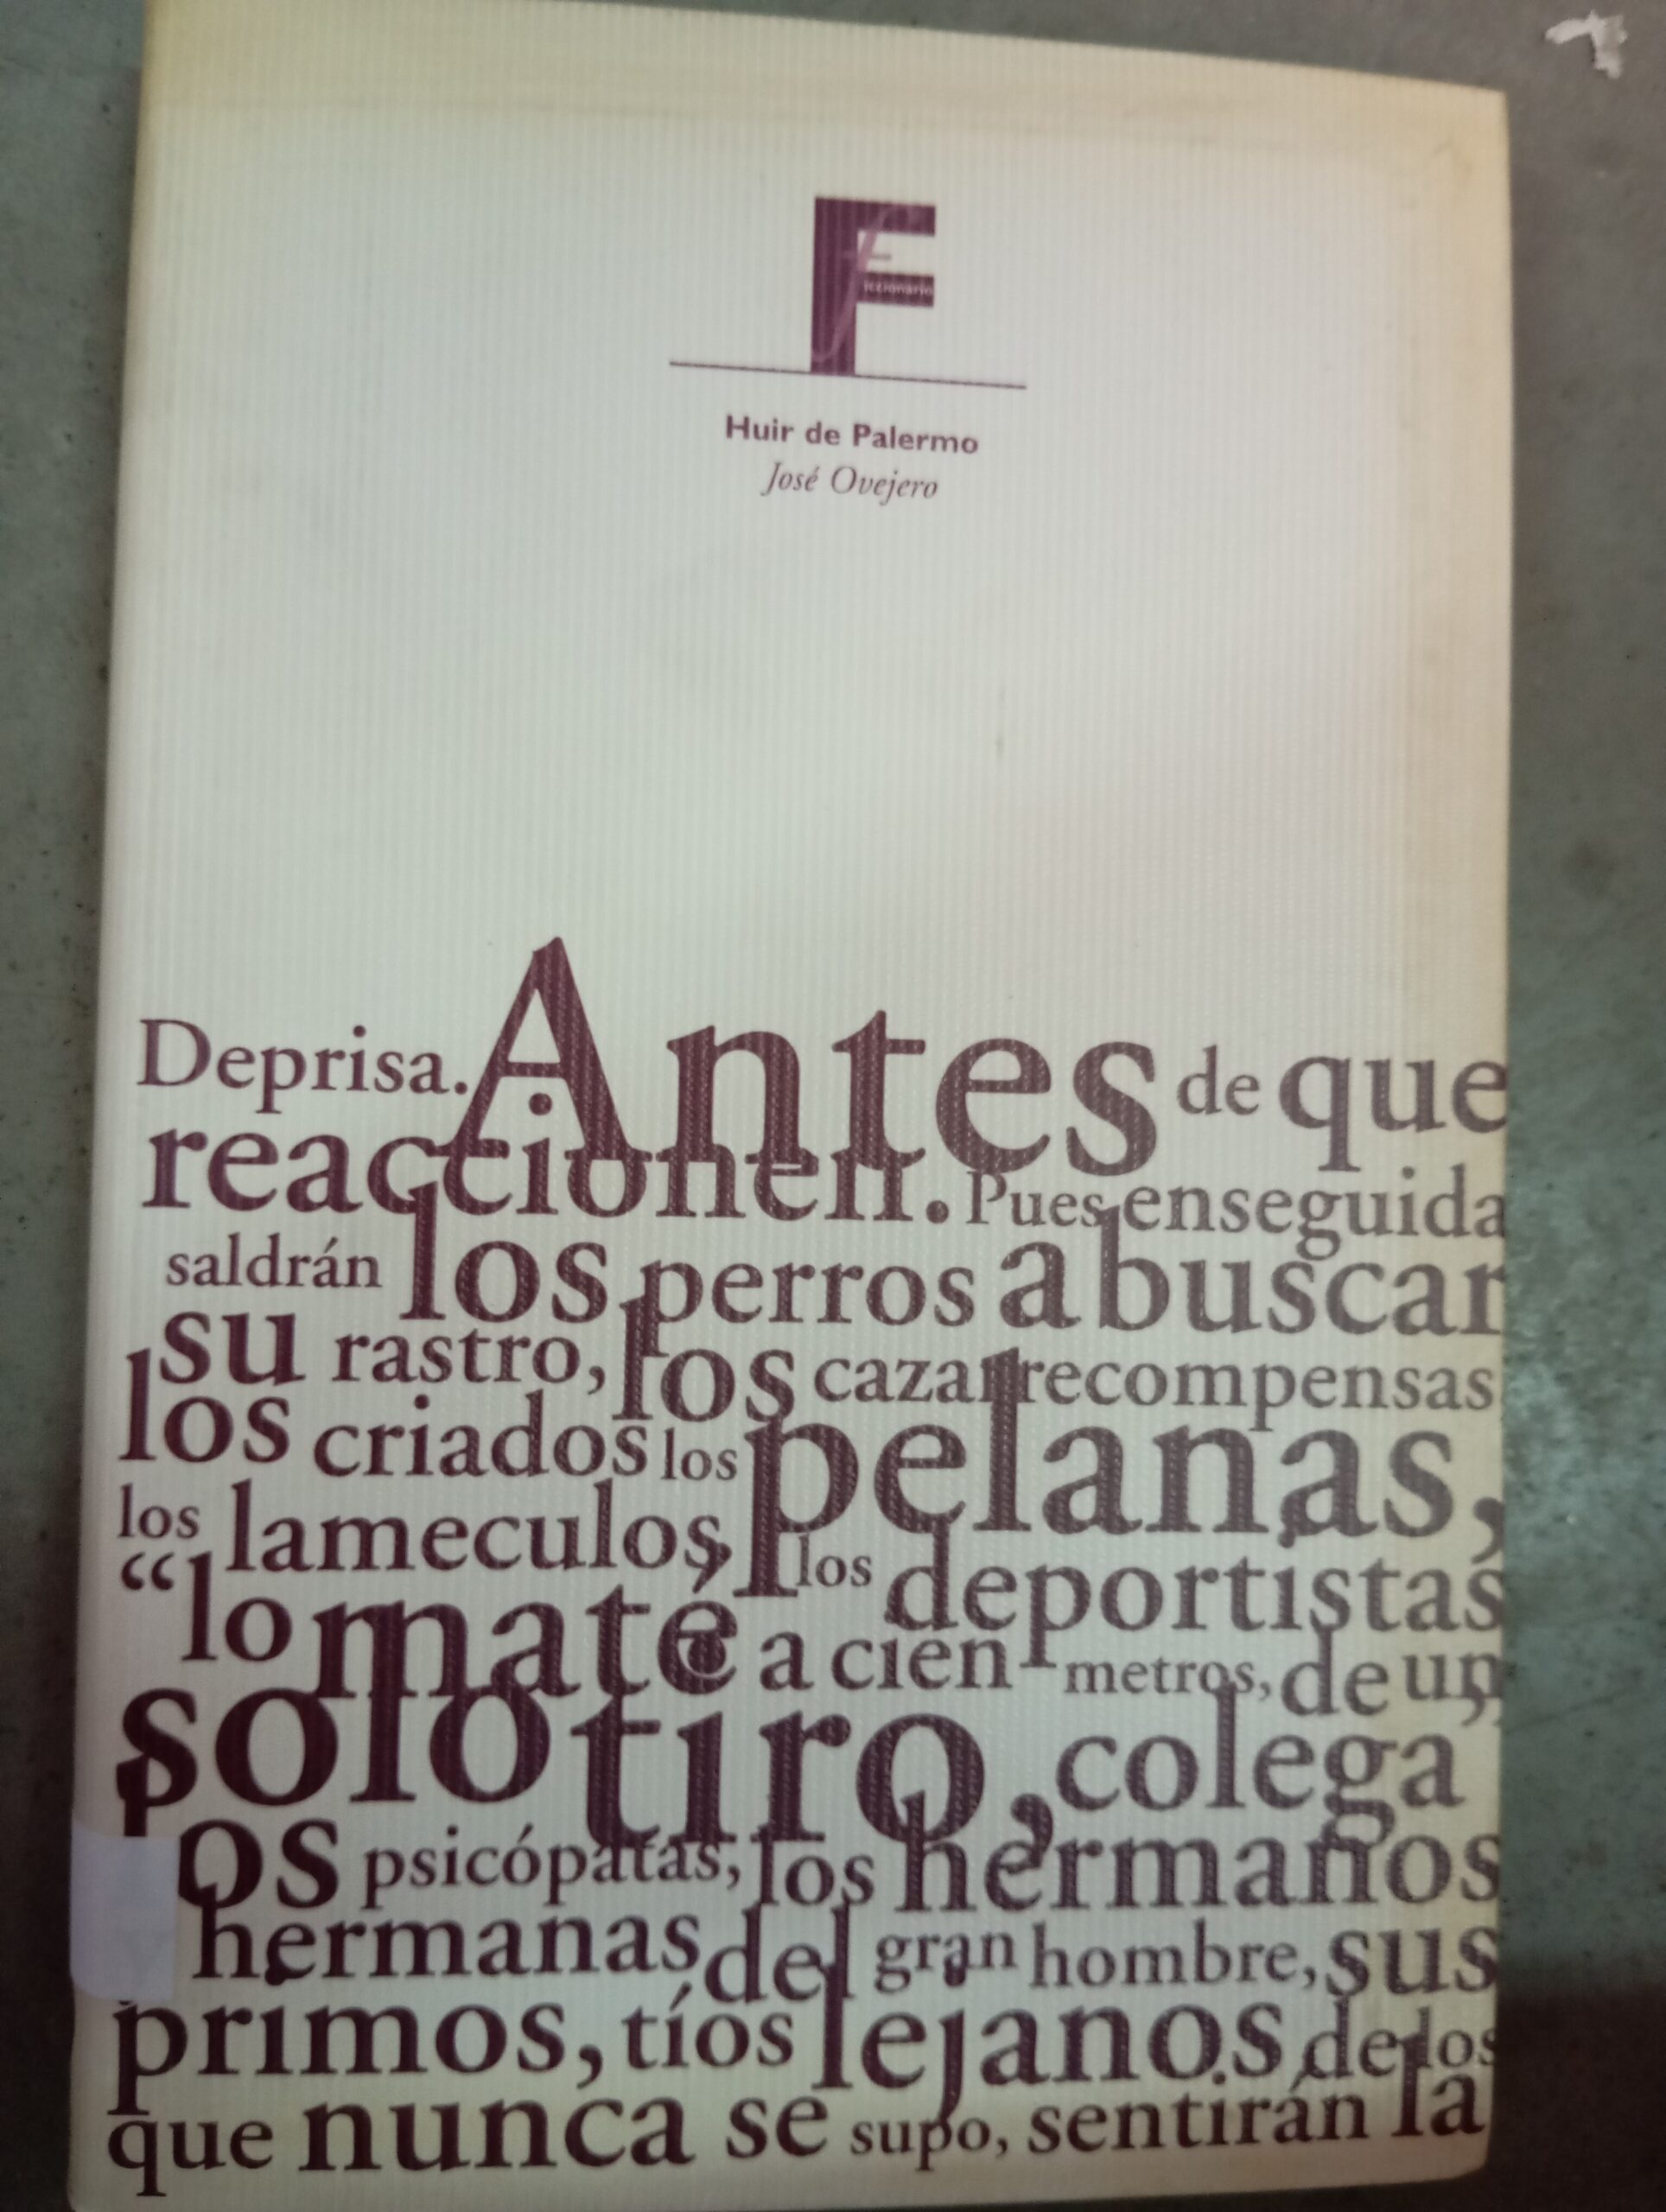 F
ficcionario
Huir de Palermo
José Ovejero
Deprisa. Antes de que
reaccionen. Pues enseguida
saldrán los perros a buscar
su rastro, los cazarrecompensas
los criados los pelanas,
los lameculos, los deportistas
“lo maté a cien metros, de un
solo tiro, colega
os psicópatas, los hermanos
hermanas del gran hombre, sus
primos, tíos lejanos de los
que nunca se supo, sentirán la